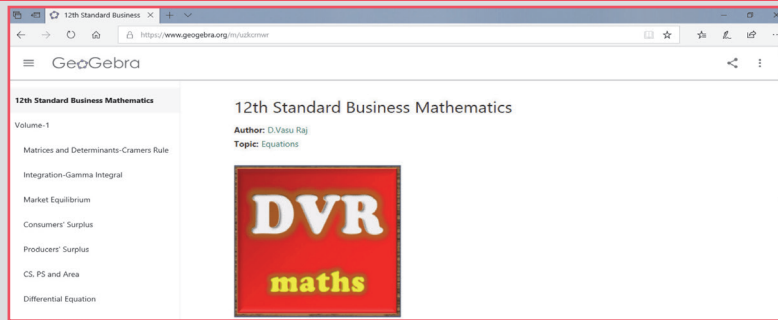 12th Standard Business
https://www.geogebra.org/m/uzkcrnwr
GeoGebra
12th Standard Business Mathematics
Volume-1
Matrices and Determinants-Cramers Rule
Integration-Gamma Integral
Market Equilibrium
Consumers' Surplus
Producers' Surplus
CS, PS and Area
Differential Equation
12th Standard Business Mathematics
Author: D.Vasu Raj
Topic: Equations
DVR
maths